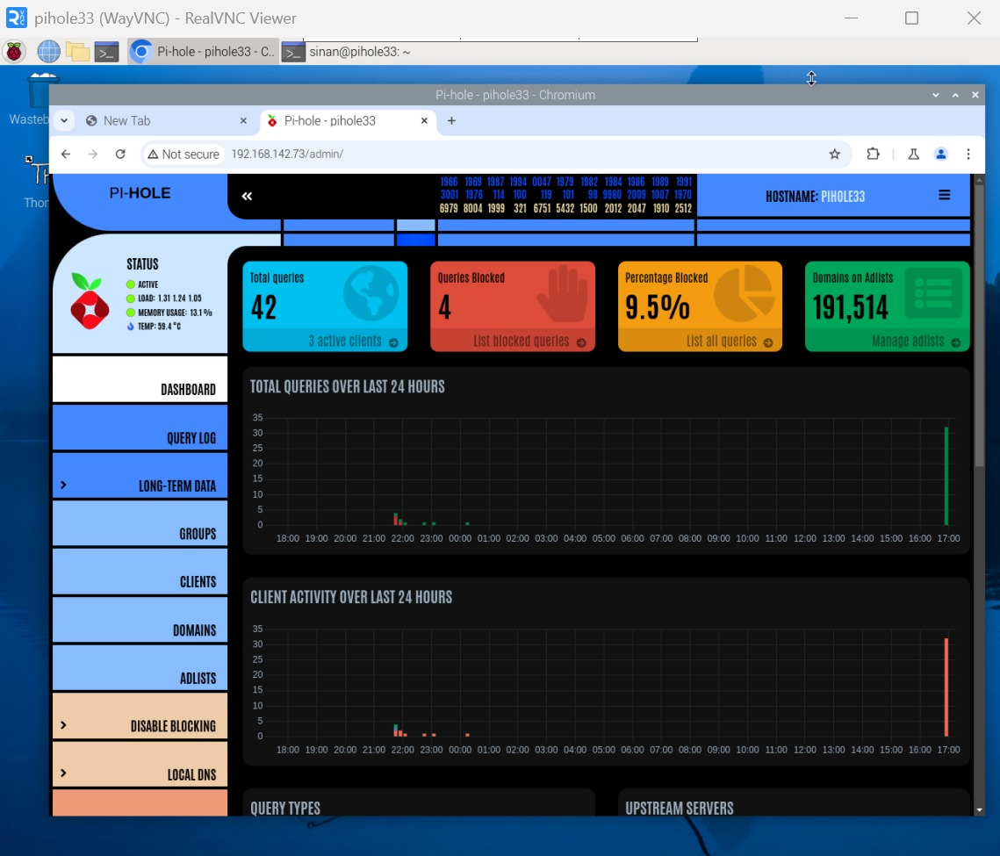 pihole33 (WayVNC) - RealVNC Viewer
Pi-hole - pihole33 - C..
sinan@pihole33: ~
Wasteb
Pi-hole - pihole33 - Chromium
New Tab
Pi-hole - pihole33
Not secure
192.168.142.73/admin/
Th
Thor
PI-HOLE
«
1966 1969 1987 1994 0047 1979 1982 1984 1986 1989 1991
3001 1976 114 100 119 101 98 9980 2009 1007 1970
6979 8004 1999 321 6751 5432 1500 2012 2047 1910 2512
HOSTNAME: PIHOLE33
STATUS
ACTIVE
LOAD: 1.31 1.24 1.05
MEMORY USAGE: 13.1 %
TEMP: 59.4 °C
Total queries
42
3 active clients
Queries Blocked
4
List blocked queries
Percentage Blocked
9.5%
List all queries
Domains on Adlists
191,514
Manage adlists
DASHBOARD
QUERY LOG
LONG-TERM DATA
GROUPS
CLIENTS
DOMAINS
ADLISTS
DISABLE BLOCKING
LOCAL DNS
TOTAL QUERIES OVER LAST 24 HOURS
35
30
25
20
15
10
5
0
18:00 19:00 20:00 21:00 22:00 23:00 00:00 01:00 02:00 03:00 04:00 05:00 06:00 07:00 08:00 09:00 10:00 11:00 12:00 13:00 14:00 15:00 16:00 17:00
CLIENT ACTIVITY OVER LAST 24 HOURS
35
30
25
20
15
10
5
0
18:00 19:00 20:00 21:00 22:00 23:00 00:00 01:00 02:00 03:00 04:00 05:00 06:00 07:00 08:00 09:00 10:00 11:00 12:00 13:00 14:00 15:00 16:00 17:00
QUERY TYPES
UPSTREAM SERVERS